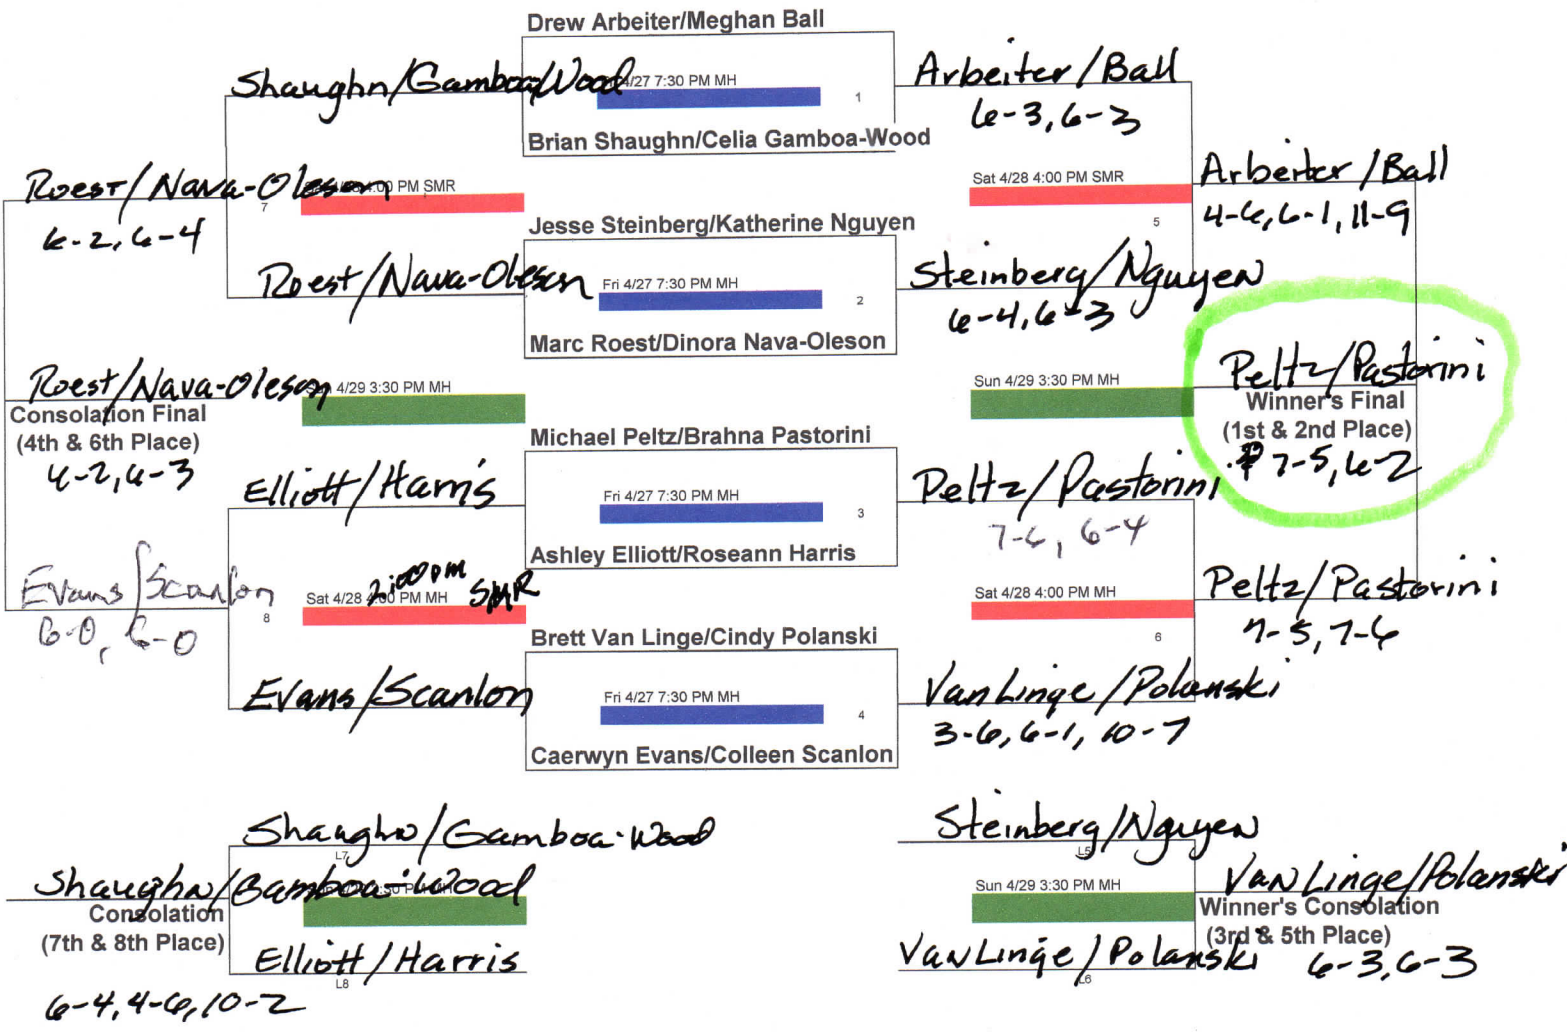 Drew Arbeiter/Meghan Ball
Shaughn/Gamboa/Wood
4/27 7:30 PM MH
1
Arbeiter/Ball
6-3, 6-3
Brian Shaughn/Celia Gamboa-Wood
Roest/Nava-Oleson
4:00 PM SMR
7
6-2, 6-4
Sat 4/28 4:00 PM SMR
5
Arbeiter/Ball
4-6, 6-1, 11-9
Jesse Steinberg/Katherine Nguyen
Roest/Nava-Oleson
Fri 4/27 7:30 PM MH
2
Steinberg/Nguyen
6-4, 6-3
Marc Roest/Dinora Nava-Oleson
Roest/Nava-Oleson
4/29 3:30 PM MH
Consolation Final
(4th & 6th Place)
6-3
Sun 4/29 3:30 PM MH
Peltz/Pastorini
Winner's Final
(1st & 2nd Place)
7-5, 6-2
Michael Peltz/Brahna Pastorini
Elliott/Harris
Fri 4/27 7:30 PM MH
3
Peltz/Pastorini
7-6, 6-4
Ashley Elliott/Roseann Harris
Evans/Scanlon
6-0, 6-0
2:00pm SMR
Sat 4/28 4:00 PM MH
8
Sat 4/28 4:00 PM MH
6
Peltz/Pastorini
7-5, 7-6
Brett Van Linge/Cindy Polanski
Evans/Scanlon
Fri 4/27 7:30 PM MH
4
Van Linge/Polanski
3-6, 6-1, 10-7
Caerwyn Evans/Colleen Scanlon
Shaughn/Gamboa-Wood
L7
Shaughn/Gamboa-Wood
Consolation
(7th & 8th Place)
Elliott/Harris
L8
6-4, 4-6, 10-2
Steinberg/Nguyen
L5
Sun 4/29 3:30 PM MH
Van Linge/Polanski
Winner's Consolation
(3rd & 5th Place)
Van Linge/Polanski
L6
6-3, 6-3